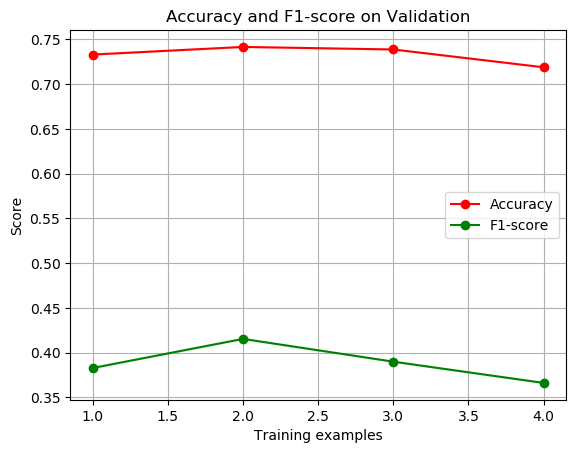 Accuracy and F1-score on Validation
0.75
0.70
0.65
0.60
0.55
0.50
0.45
0.40
0.35
Score
Accuracy
F1-score
1.0 1.5 2.0 2.5 3.0 3.5 4.0
Training examples